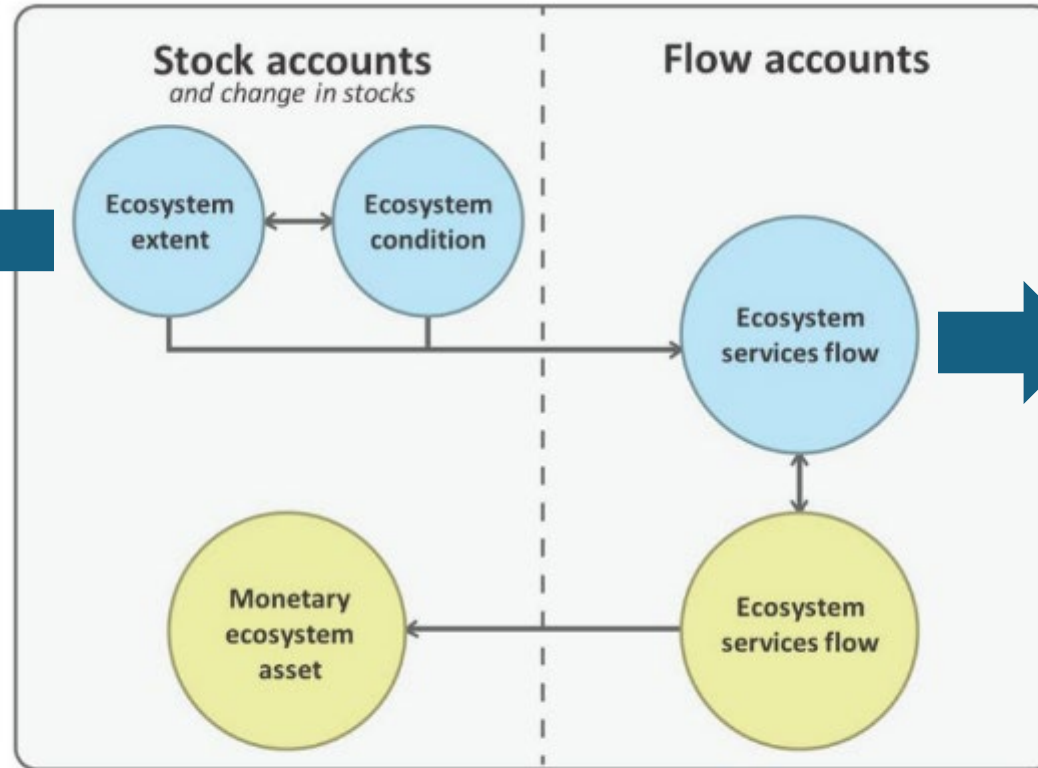 Stock accounts
and change in stocks
Flow accounts
Ecosystem
extent
Ecosystem
condition
Ecosystem
services flow
Monetary
ecosystem
asset
Ecosystem
services flow